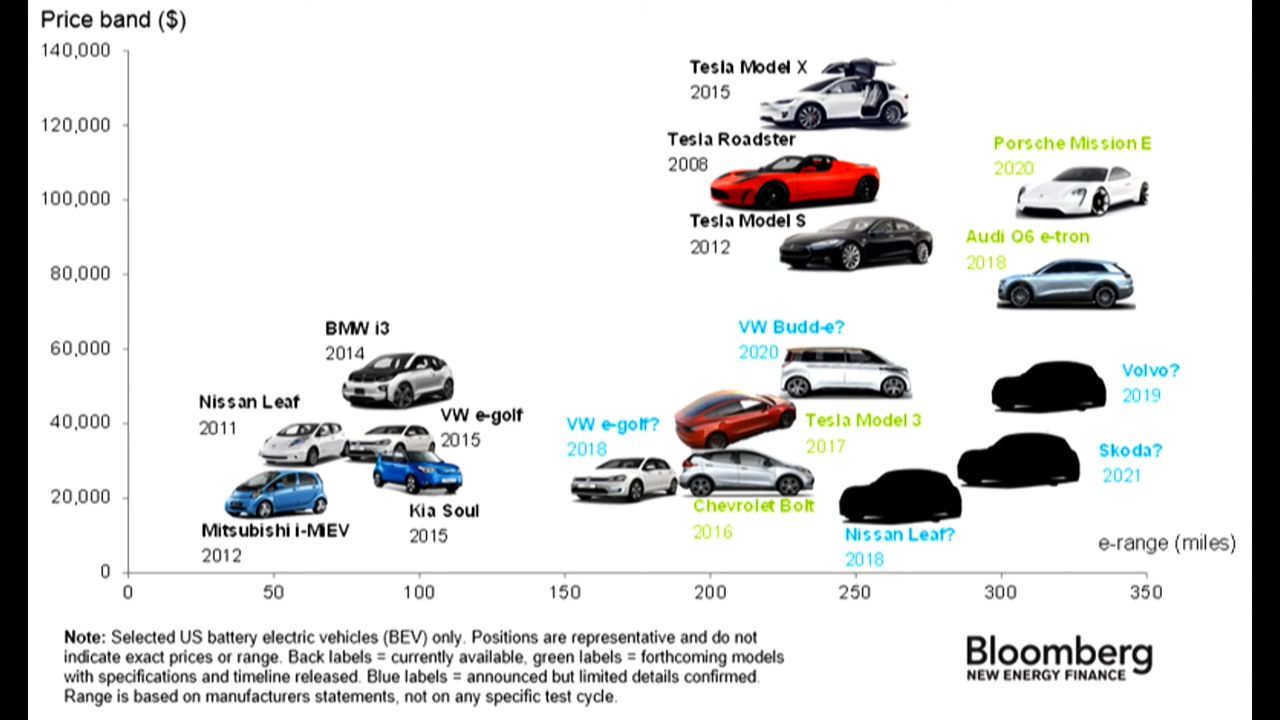 Price band ($)
140,000
120,000
100,000
80,000
60,000
40,000
20,000
0
Tesla Model X
2015
Tesla Roadster
2008
Tesla Model S
2012
Porsche Mission E
2020
Audi Q6 e-tron
2018
BMW i3
2014
VW Budd-e?
2020
Volvo?
2019
Nissan Leaf
2011
VW e-golf
2015
VW e-golf?
2018
Tesla Model 3
2017
Skoda?
2021
Kia Soul
2015
Chevrolet Bolt
2016
Mitsubishi i-MiEV
2012
Nissan Leaf?
2018
e-range (miles)
0 50 100 150 200 250 300 350
Note: Selected US battery electric vehicles (BEV) only. Positions are representative and do not
indicate exact prices or range. Back labels = currently available, green labels = forthcoming models
with specifications and timeline released. Blue labels = announced but limited details confirmed.
Range is based on manufacturers statements, not on any specific test cycle.
Bloomberg
NEW ENERGY FINANCE